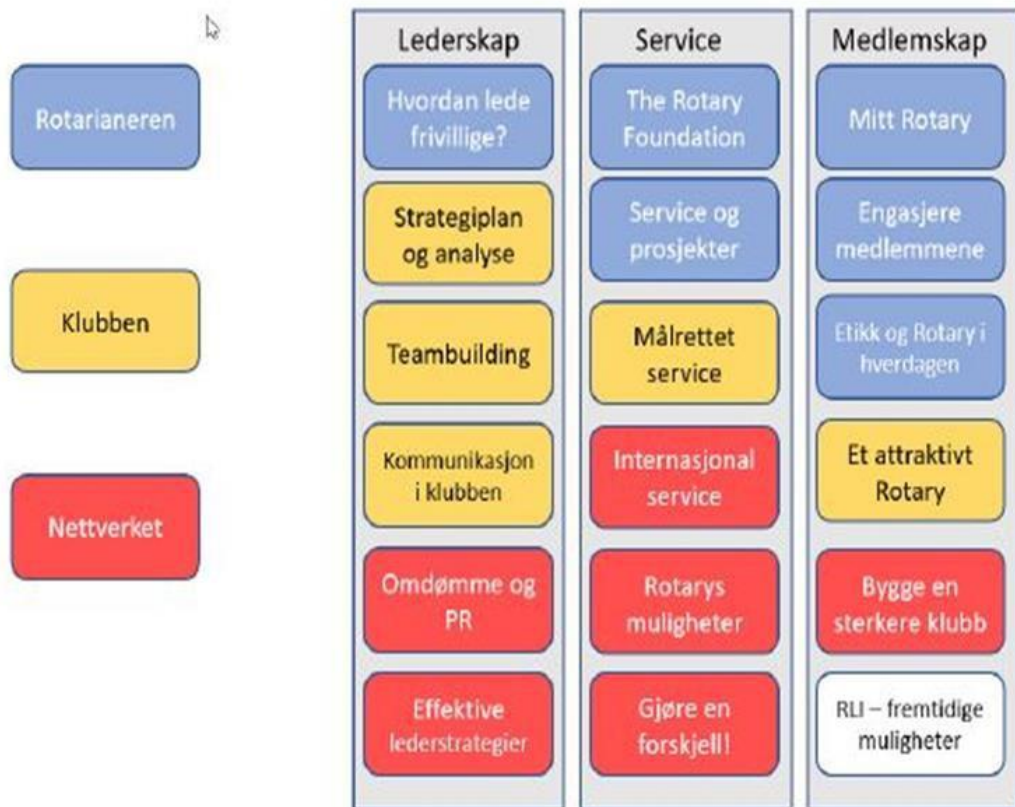 Rotarianeren
Klubben
Nettverket
Lederskap
Hvordan lede
frivillige?
Strategiplan
og analyse
Teambuilding
Kommunikasjon
i klubben
Omdømme og
PR
Effektive
lederstrategier
Service
The Rotary
Foundation
Service og
prosjekter
Målrettet
service
Internasjonal
service
Rotarys
muligheter
Gjøre en
forskjell!
Medlemskap
Mitt Rotary
Engasjere
medlemmene
Etikk og Rotary i
hverdagen
Et attraktivt
Rotary
Bygge en
sterkere klubb
RLI – fremtidige
muligheter